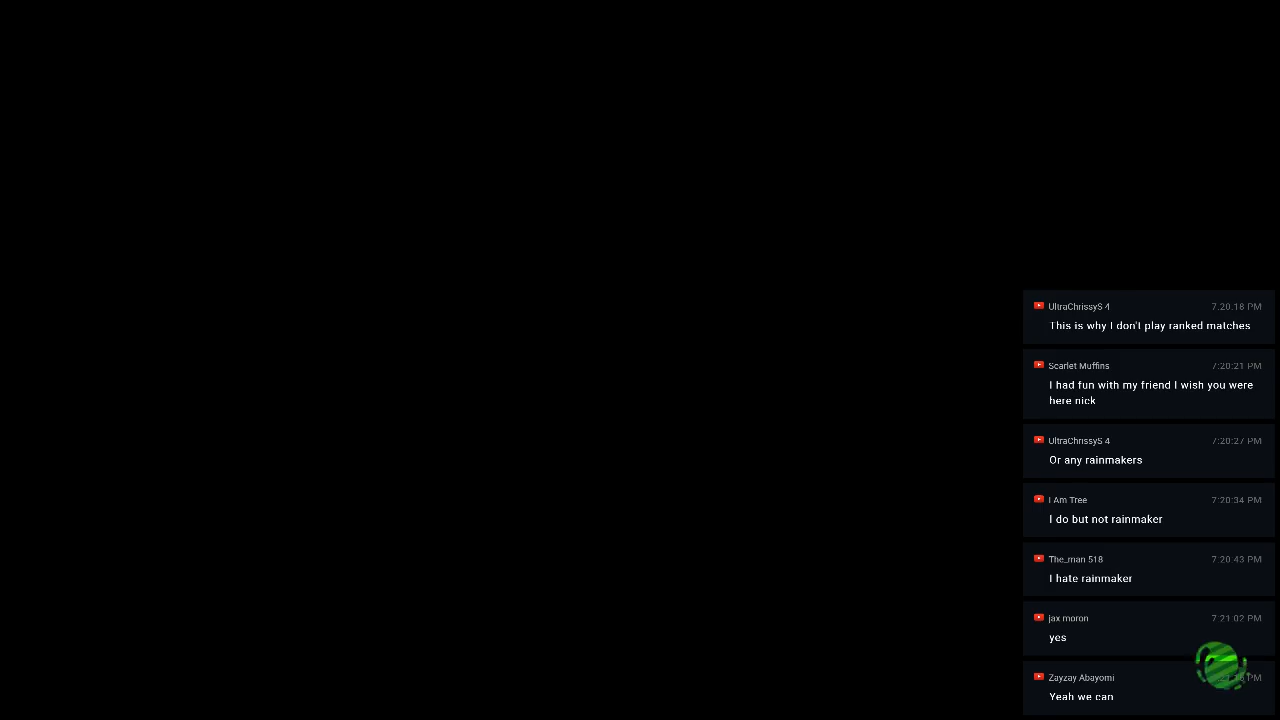 UltraChrissyS 4 7:20:18 PM
This is why I don't play ranked matches
Scarlet Muffins 7:20:21 PM
I had fun with my friend I wish you were
here nick
UltraChrissyS 4 7:20:27 PM
Or any rainmakers
I Am Tree 7:20:34 PM
I do but not rainmaker
The_man 518 7:20:43 PM
I hate rainmaker
jax moron 7:21:02 PM
yes
Zayzay Abayomi PM
Yeah we can